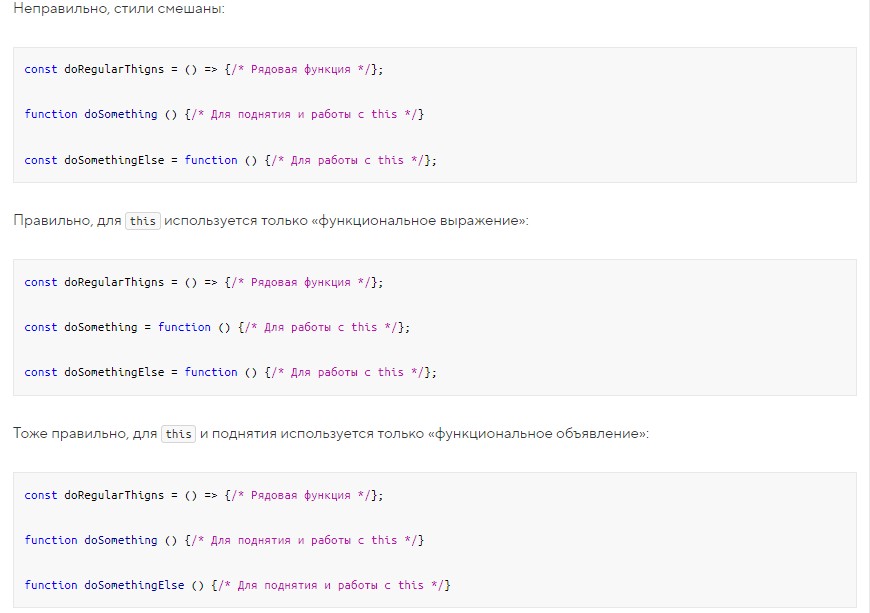 Неправильно, стили смешаны:
const doRegularThigns = () => {/* Рядовая функция */};
function doSomething () {/* Для поднятия и работы с this */}
const doSomethingElse = function () {/* Для работы с this */};
Правильно, для this используется только «функциональное выражение»:
const doRegularThigns = () => {/* Рядовая функция */};
const doSomething = function () {/* Для работы с this */};
const doSomethingElse = function () {/* Для работы с this */};
Тоже правильно, для this и поднятия используется только «функциональное объявление»:
const doRegularThigns = () => {/* Рядовая функция */};
function doSomething () {/* Для поднятия и работы с this */}
function doSomethingElse () {/* Для поднятия и работы с this */}